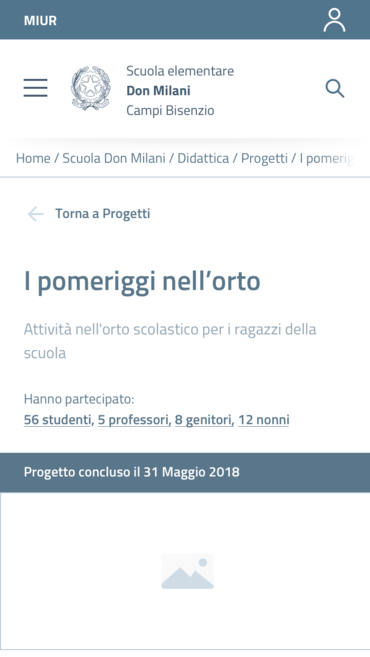 MIUR
Scuola elementare
Don Milani
Campi Bisenzio
Home / Scuola Don Milani / Didattica / Progetti / I pomerig
Torna a Progetti
I pomeriggi nell’orto
Attività nell'orto scolastico per i ragazzi della
scuola
Hanno partecipato:
56 studenti, 5 professori, 8 genitori, 12 nonni
Progetto concluso il 31 Maggio 2018